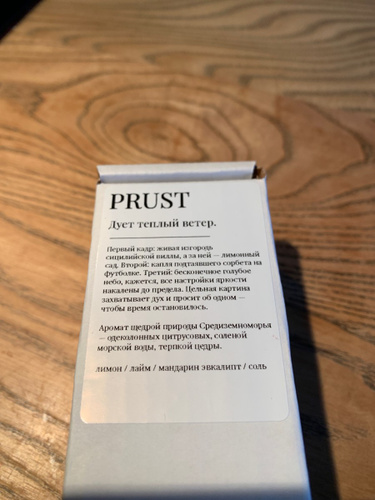 PRUST
Дует теплый ветер.
Первый кадр: живая изгородь
сицилийской виллы, а за ней — лимонный
сад. Второй: капля подтаявшего сорбета на
футболке. Третий: бесконечное голубое
небо, кажется, все настройки яркости
накалены до предела. Цельная картина
захватывает дух и просит об одном —
чтобы время остановилось.
Аромат щедрой природы Средиземноморья
— одеколонных цитрусовых, соленой
морской воды, терпкой цедры.
лимон / лайм / мандарин эвкалипт / соль